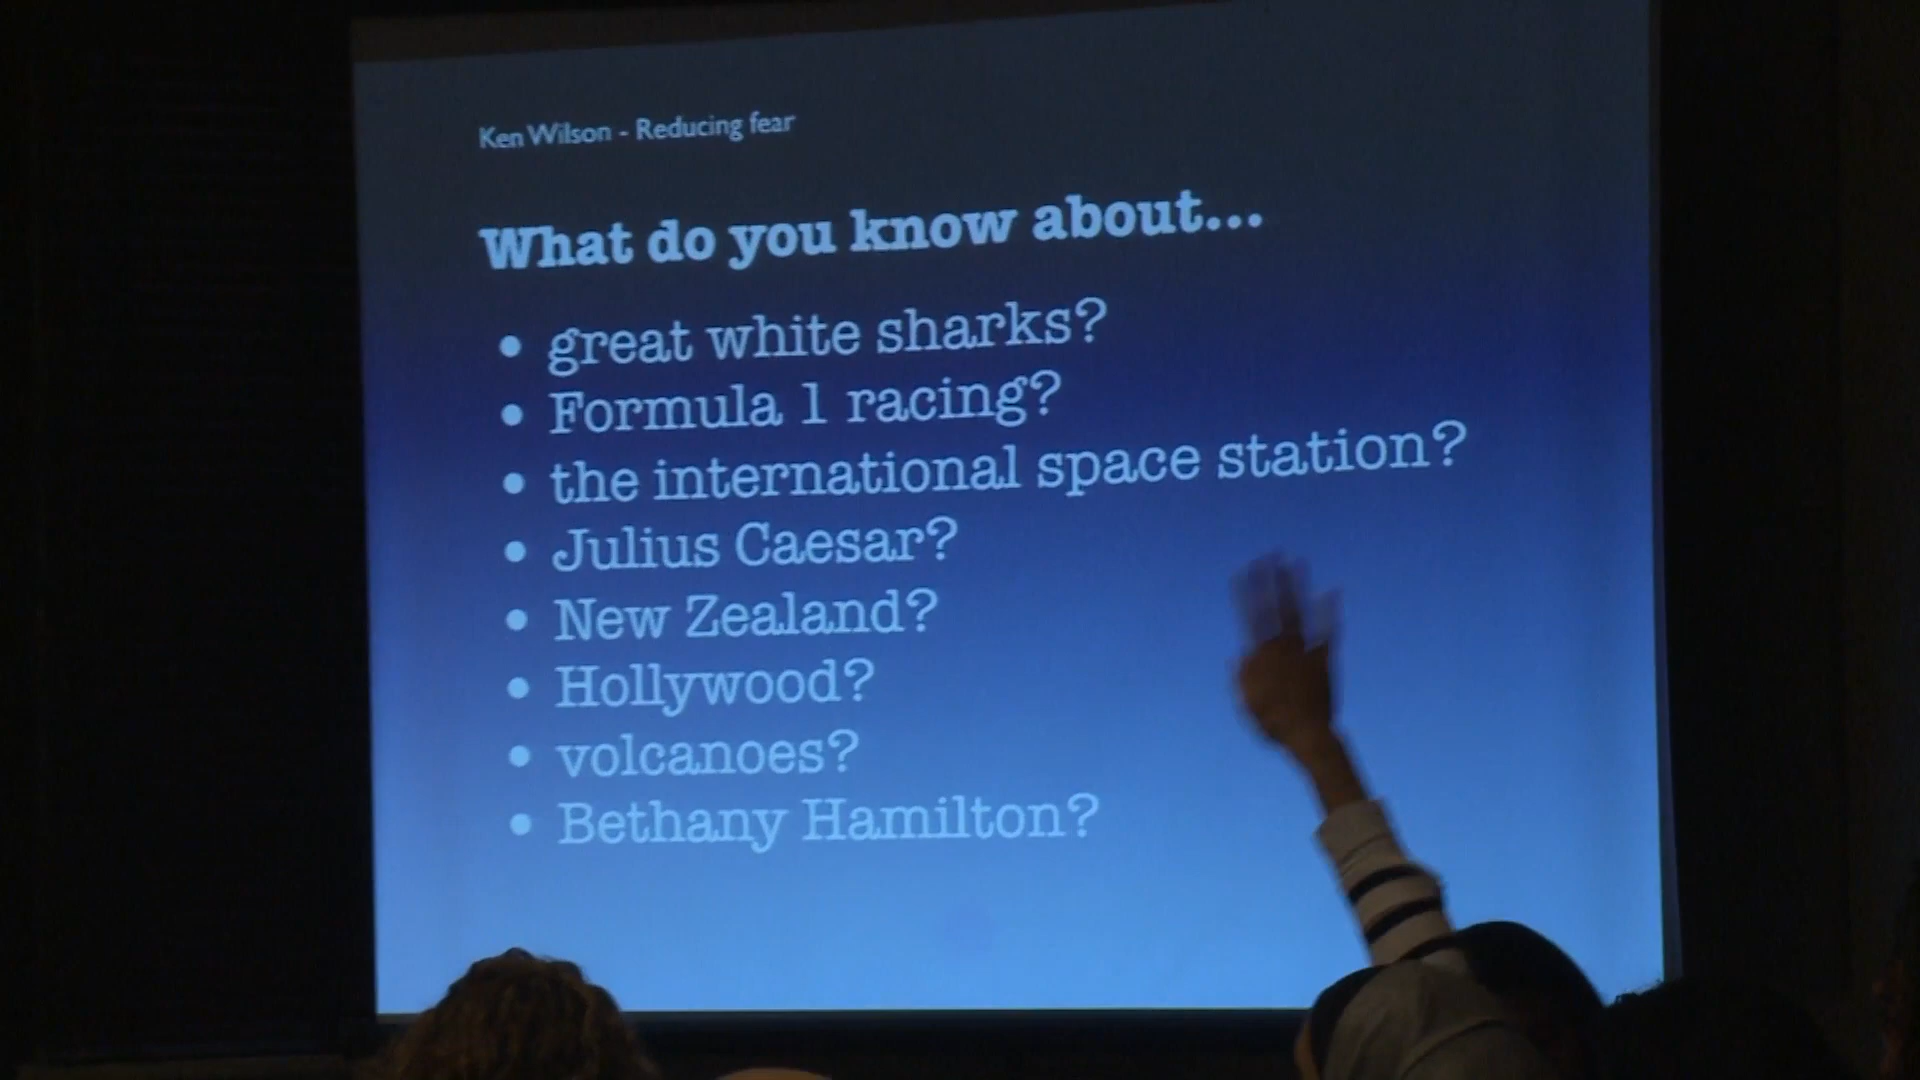 Ken Wilson - Reducing fear
What do you know about...
• great white sharks?
• Formula 1 racing?
• the international space station?
• Julius Caesar?
• New Zealand?
• Hollywood?
• volcanoes?
• Bethany Hamilton?